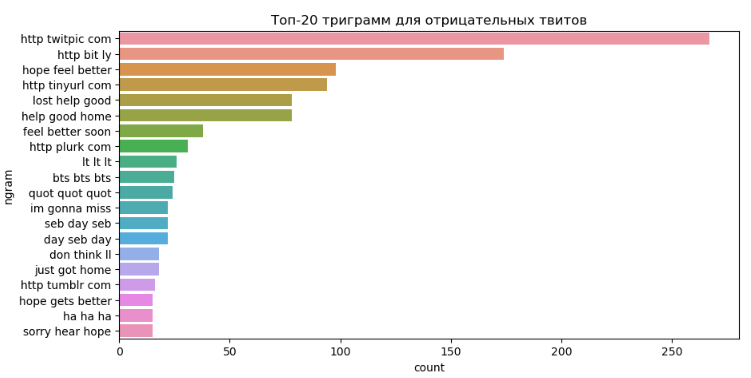 Топ-20 триграмм для отрицательных твитов
ngram
http twitpic com
http bit ly
hope feel better
http tinyurl com
lost help good
help good home
feel better soon
http plurk com
lt lt lt
bts bts bts
quot quot quot
im gonna miss
seb day seb
day seb day
don think ll
just got home
http tumblr com
hope gets better
ha ha ha
sorry hear hope
0 50 100 150 200 250
count